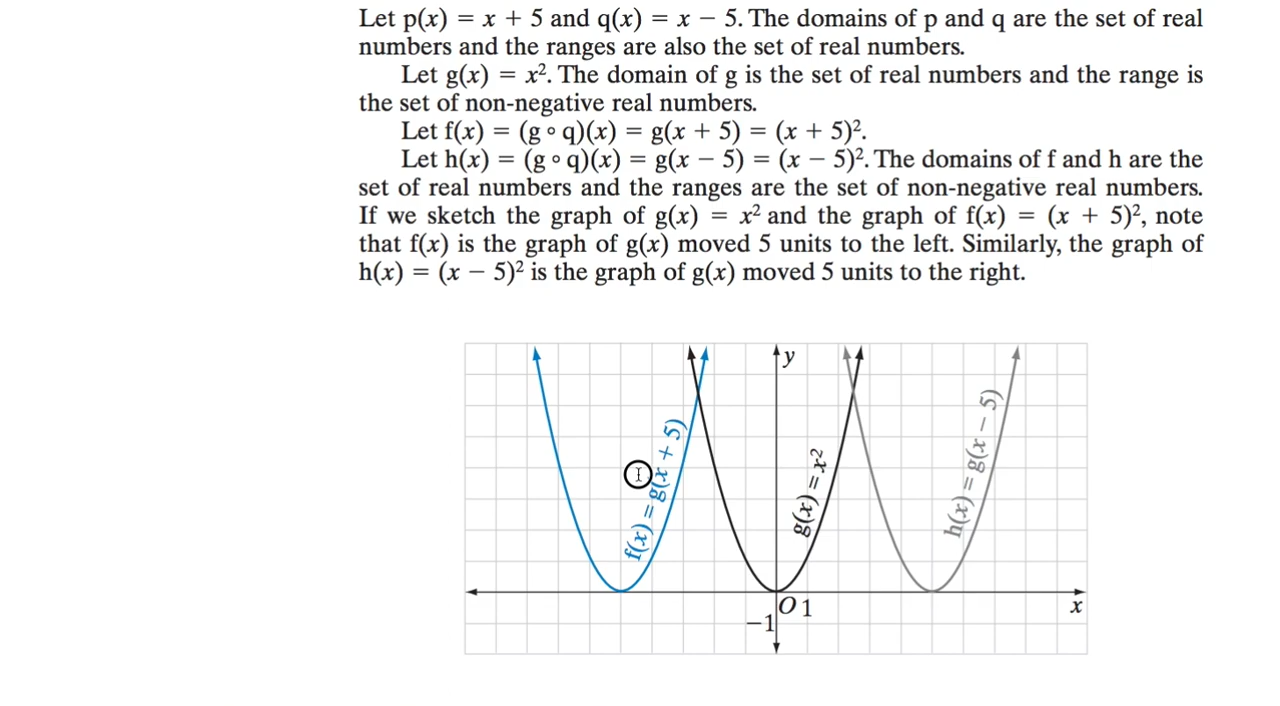 Let p(x) = x + 5 and q(x) = x − 5. The domains of p and q are the set of real
numbers and the ranges are also the set of real numbers.
Let g(x) = x². The domain of g is the set of real numbers and the range is
the set of non-negative real numbers.
Let f(x) = (g ∘ q)(x) = g(x + 5) = (x + 5)².
Let h(x) = (g ∘ q)(x) = g(x − 5) = (x − 5)². The domains of f and h are the
set of real numbers and the ranges are the set of non-negative real numbers.
If we sketch the graph of g(x) = x² and the graph of f(x) = (x + 5)², note
that f(x) is the graph of g(x) moved 5 units to the left. Similarly, the graph of
h(x) = (x − 5)² is the graph of g(x) moved 5 units to the right.
y
f(x) = g(x + 5)
g(x) = x²
h(x) = g(x − 5)
O 1
x
−1